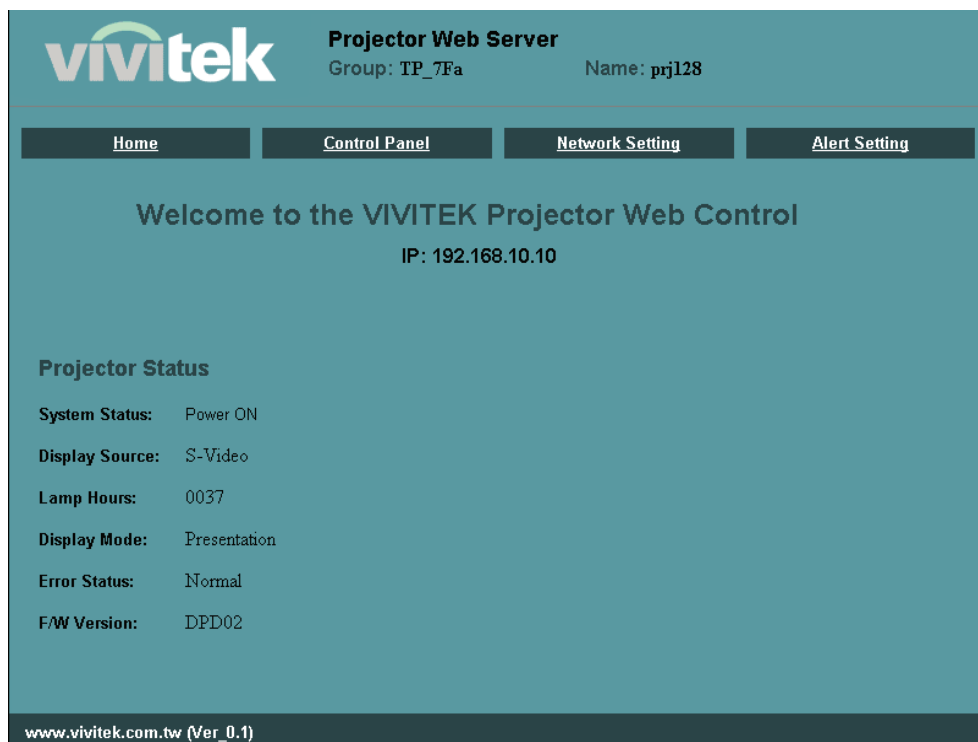 vivitek
Projector Web Server
Group: TP_7Fa Name: prj128
Home Control Panel Network Setting Alert Setting
Welcome to the VIVITEK Projector Web Control
IP: 192.168.10.10
Projector Status
System Status: Power ON
Display Source: S-Video
Lamp Hours: 0037
Display Mode: Presentation
Error Status: Normal
F/W Version: DPD02
www.vivitek.com.tw (Ver_0.1)